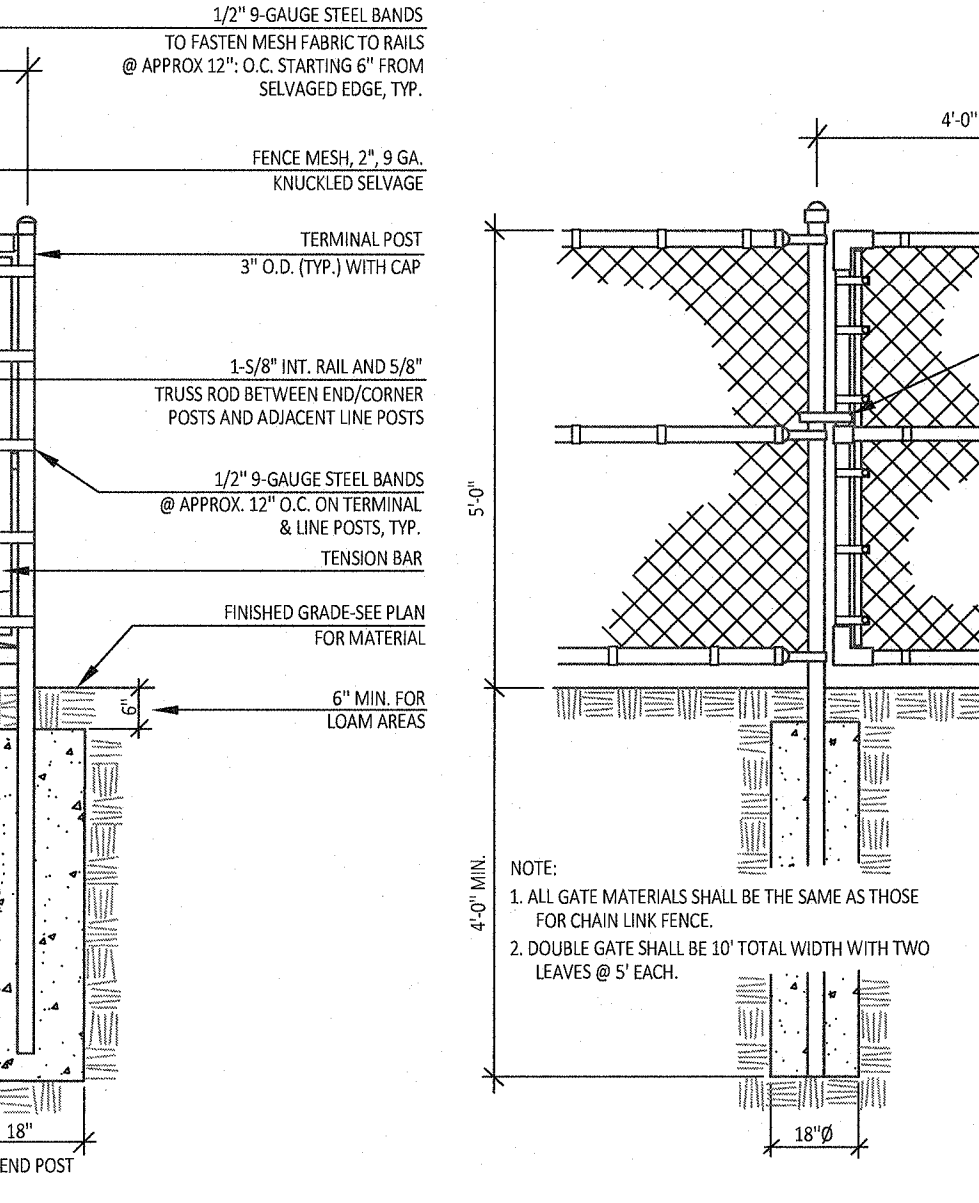 1/2" 9-GAUGE STEEL BANDS
TO FASTEN MESH FABRIC TO RAILS
@ APPROX 12": O.C. STARTING 6" FROM
SELVAGED EDGE, TYP.
FENCE MESH, 2", 9 GA.
KNUCKLED SELVAGE
TERMINAL POST
3" O.D. (TYP.) WITH CAP
1-S/8" INT. RAIL AND 5/8"
TRUSS ROD BETWEEN END/CORNER
POSTS AND ADJACENT LINE POSTS
1/2" 9-GAUGE STEEL BANDS
@ APPROX. 12" O.C. ON TERMINAL
& LINE POSTS, TYP.
TENSION BAR
FINISHED GRADE-SEE PLAN
FOR MATERIAL
6"
6" MIN. FOR
LOAM AREAS
18"
END POST
4'-0"
5'-0"
4'-0" MIN.
NOTE:
1. ALL GATE MATERIALS SHALL BE THE SAME AS THOSE
FOR CHAIN LINK FENCE.
2. DOUBLE GATE SHALL BE 10' TOTAL WIDTH WITH TWO
LEAVES @ 5' EACH.
18"Ø